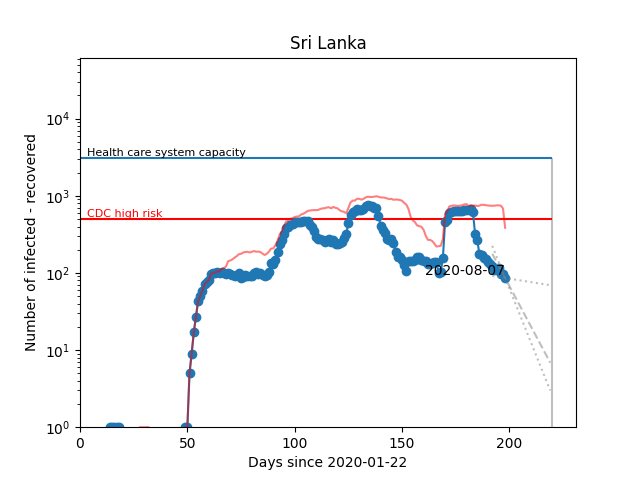 Sri Lanka
10^4
Health care system capacity
10^3
CDC high risk
10^2
2020-08-07
10^1
10^0
0 50 100 150 200
Days since 2020-01-22
Number of infected - recovered